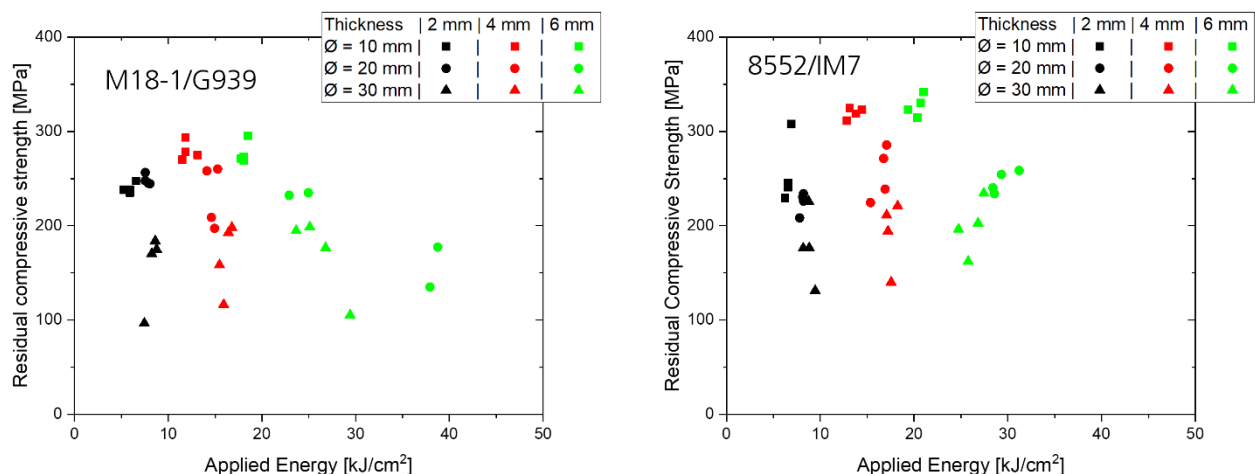 Thickness | 2 mm | 4 mm | 6 mm
Ø = 10 mm | | |
Ø = 20 mm | | |
Ø = 30 mm | | |
M18-1/G939
Residual compressive strength [MPa]
400
300
200
100
0
0 10 20 30 40 50
Applied Energy [kJ/cm²]
Thickness | 2 mm | 4 mm | 6 mm
Ø = 10 mm | | |
Ø = 20 mm | | |
Ø = 30 mm | | |
8552/IM7
Residual Compressive Strength [MPa]
400
300
200
100
0
0 10 20 30 40 50
Applied Energy [kJ/cm²]